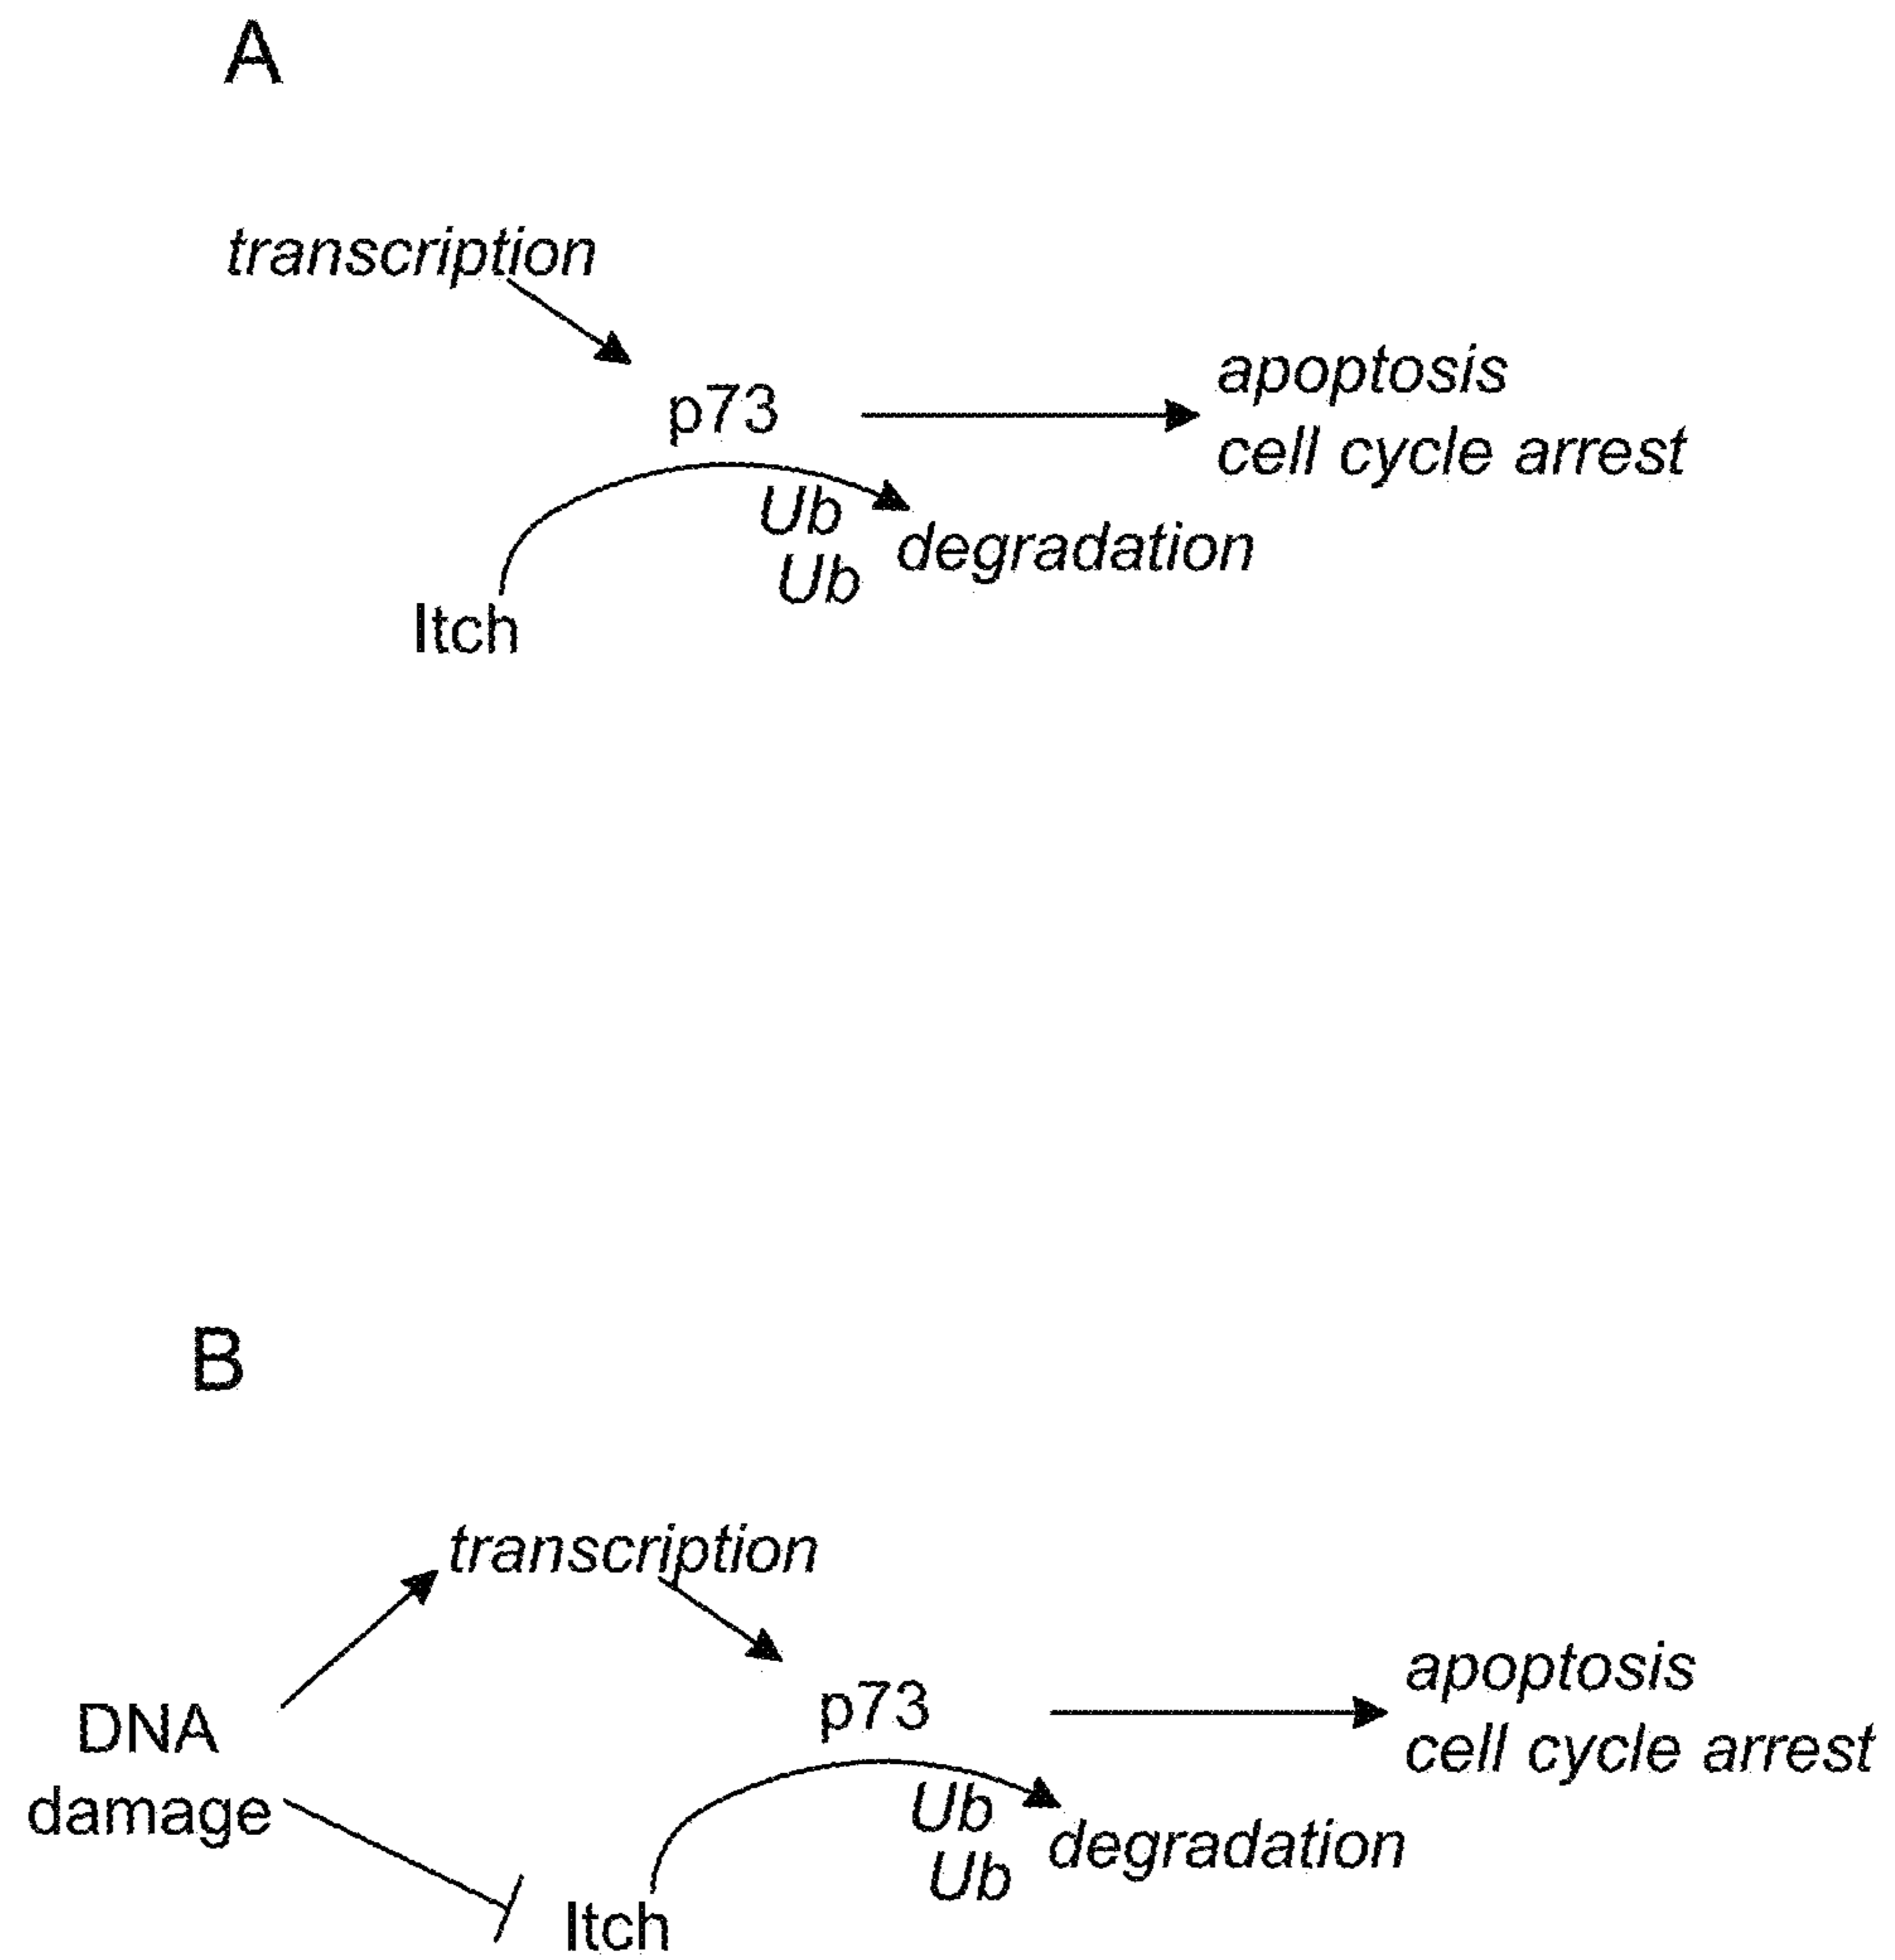 A
transcription
p73
apoptosis
cell cycle arrest
Ub
degradation
Ub
Itch
B
transcription
DNA
damage
p73
apoptosis
cell cycle arrest
Ub
degradation
Ub
Itch